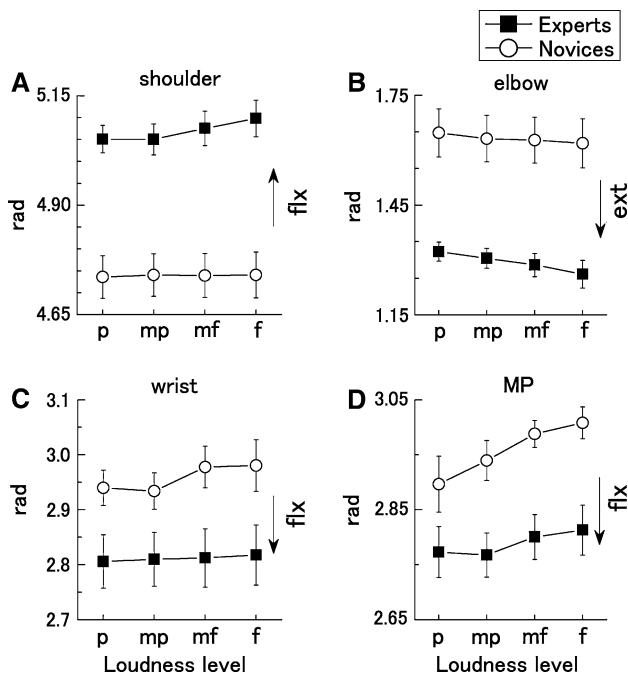 Experts
Novices
A shoulder
5.15
4.90
4.65
rad
flx
p mp mf f
B elbow
1.75
1.45
1.15
rad
ext
p mp mf f
C wrist
3.1
3.0
2.9
2.8
2.7
rad
flx
p mp mf f
Loudness level
D MP
3.05
2.85
2.65
rad
flx
p mp mf f
Loudness level